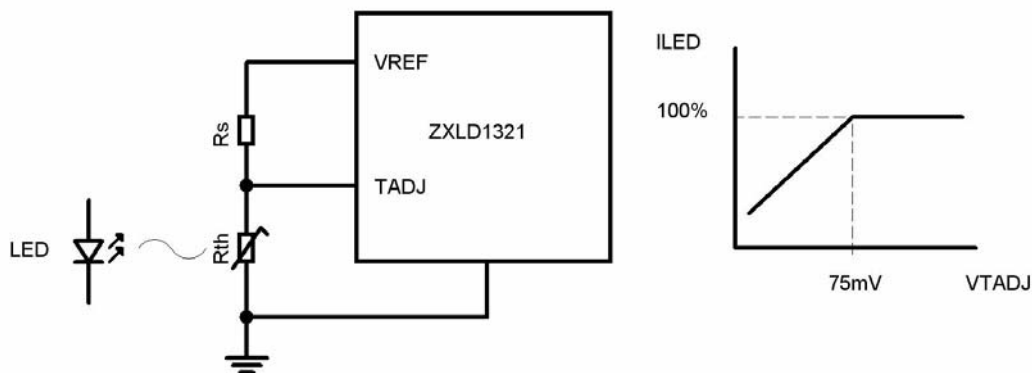 VREF
Rs
ZXLD1321
TADJ
LED
Rth
ILED
100%
75mV
VTADJ